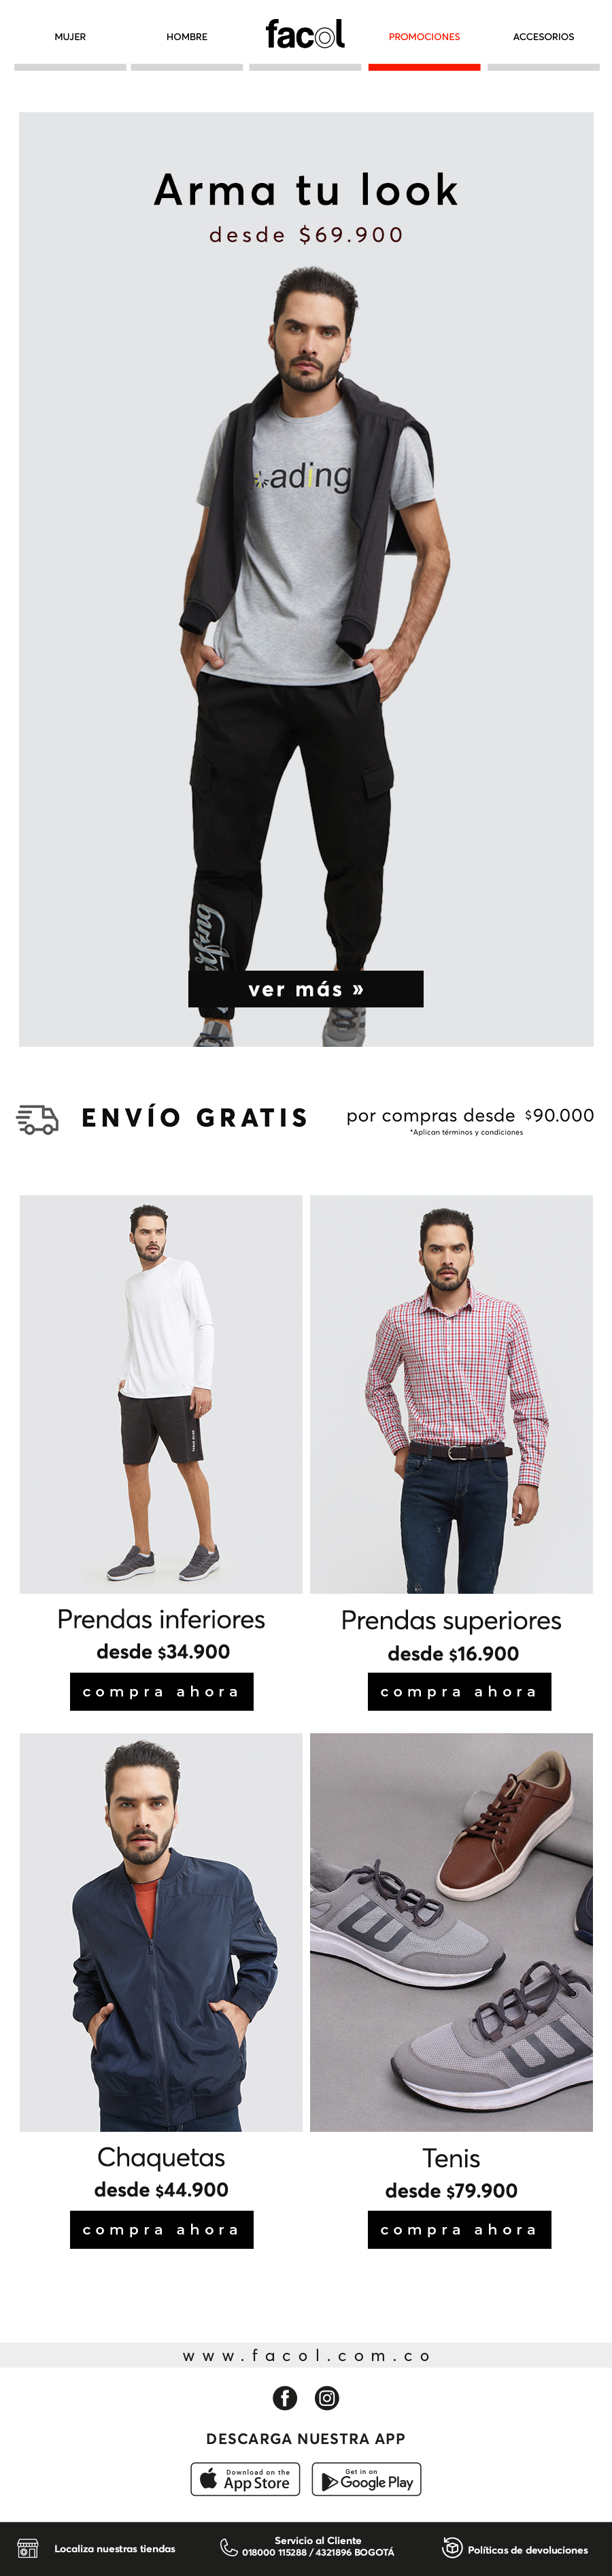 MUJER
HOMBRE
facol
PROMOCIONES
ACCESORIOS
Arma tu look
desde $69.900
ading
ver más »
ENVÍO GRATIS
por compras desde $90.000
*Aplican términos y condiciones
Prendas inferiores
desde $34.900
compra ahora
Prendas superiores
desde $16.900
compra ahora
Chaquetas
desde $44.900
compra ahora
Tenis
desde $79.900
compra ahora
www.facol.com.co
DESCARGA NUESTRA APP
Download on the
App Store
Get in on
Google Play
Localiza nuestras tiendas
Servicio al Cliente
018000 115288 / 4321896 BOGOTÁ
Políticas de devoluciones